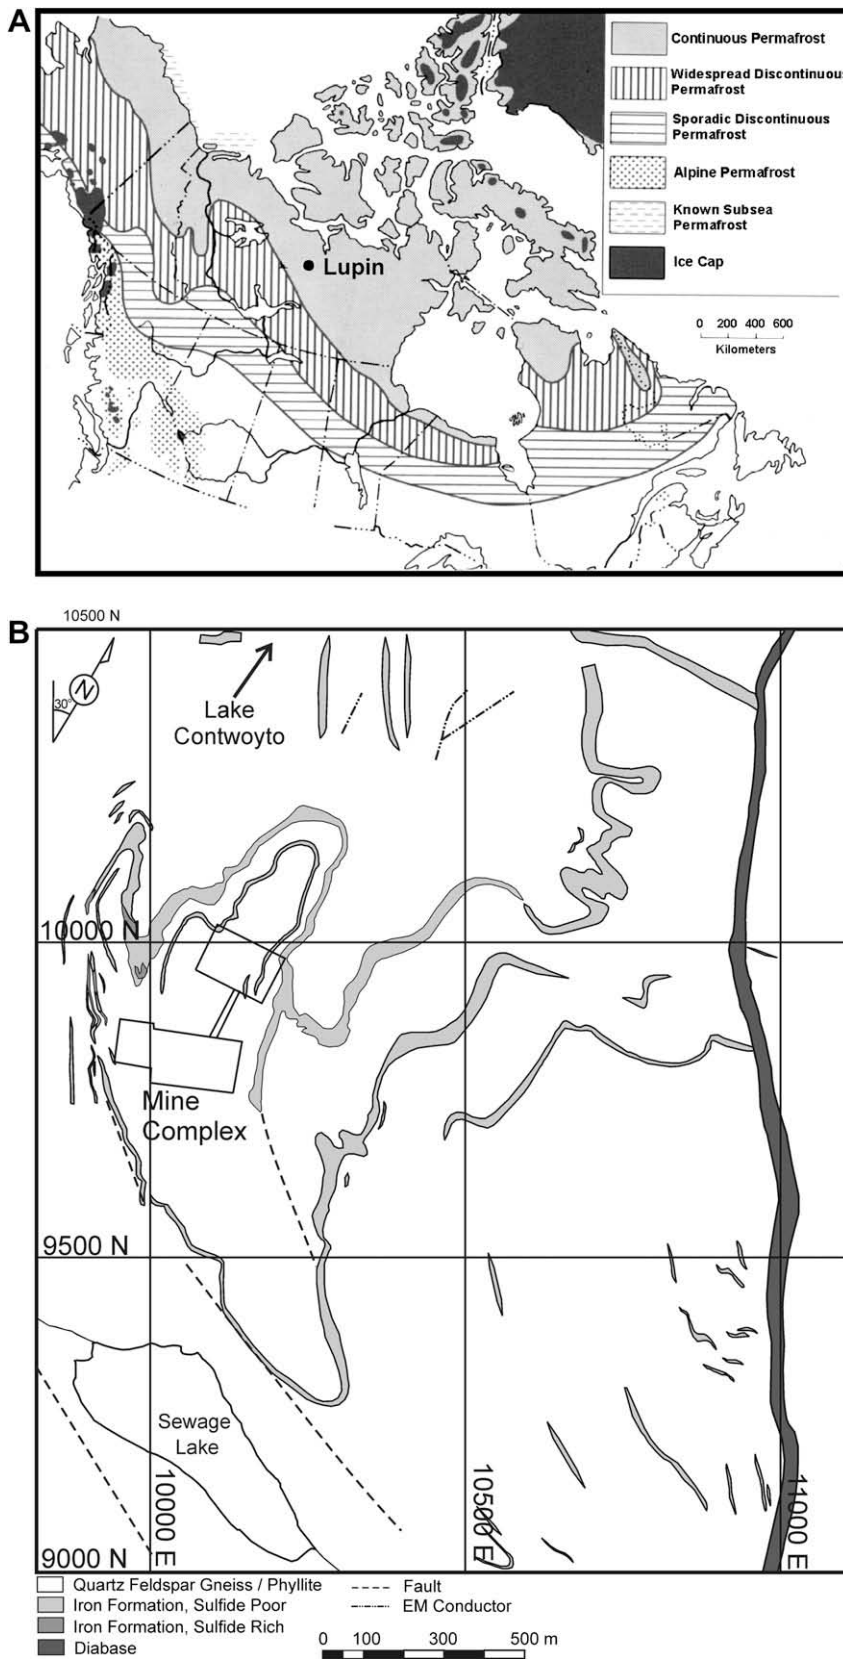 A
Continuous Permafrost
Widespread Discontinuous
Permafrost
Sporadic Discontinuous
Permafrost
Alpine Permafrost
Known Subsea
Permafrost
Ice Cap
Lupin
0 200 400 600
Kilometers
B
10500 N
N
30°
Lake
Contwoyto
10000 N
Mine
Complex
9500 N
Sewage
Lake
10000 E
10500 E
11000 E
9000 N
Quartz Feldspar Gneiss / Phyllite
Iron Formation, Sulfide Poor
Iron Formation, Sulfide Rich
Diabase
Fault
EM Conductor
0 100 300 500 m